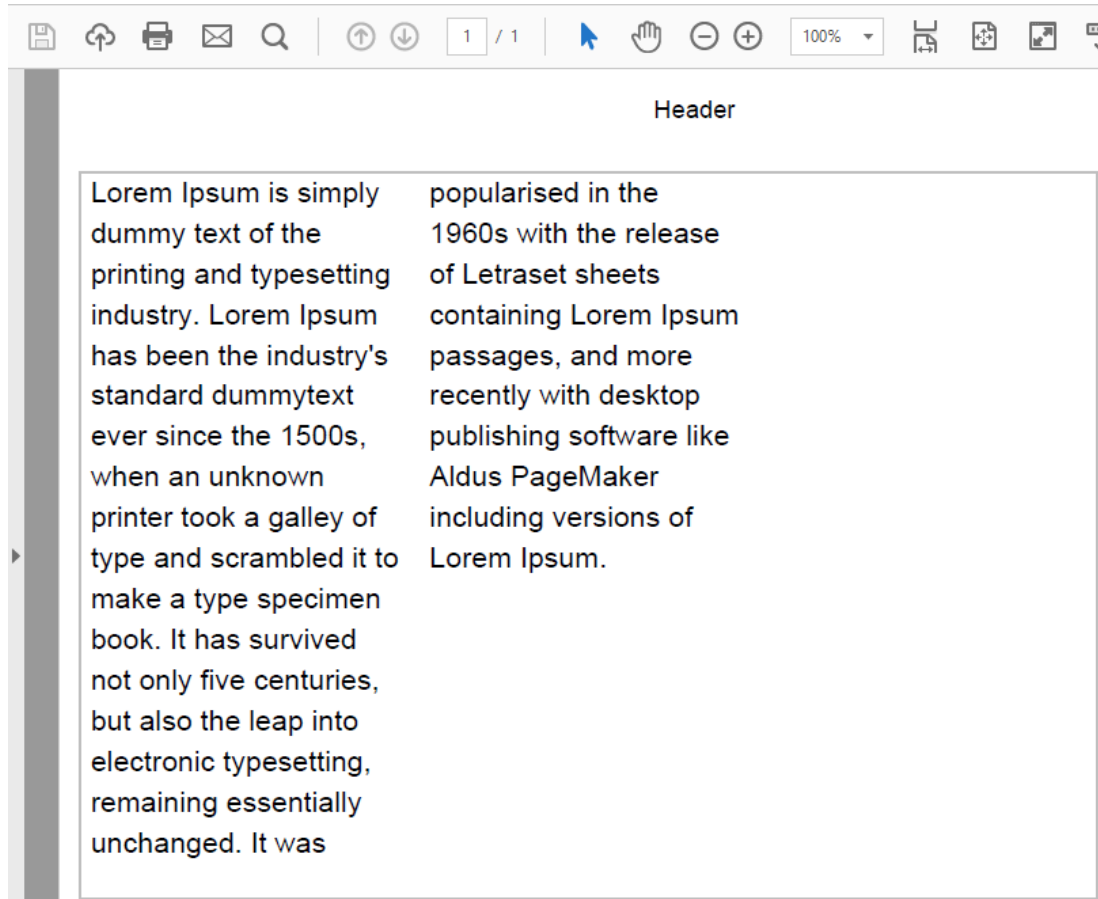 1 / 1
100%
Header
Lorem Ipsum is simply
dummy text of the
printing and typesetting
industry. Lorem Ipsum
has been the industry's
standard dummytext
ever since the 1500s,
when an unknown
printer took a galley of
type and scrambled it to
make a type specimen
book. It has survived
not only five centuries,
but also the leap into
electronic typesetting,
remaining essentially
unchanged. It was
popularised in the
1960s with the release
of Letraset sheets
containing Lorem Ipsum
passages, and more
recently with desktop
publishing software like
Aldus PageMaker
including versions of
Lorem Ipsum.